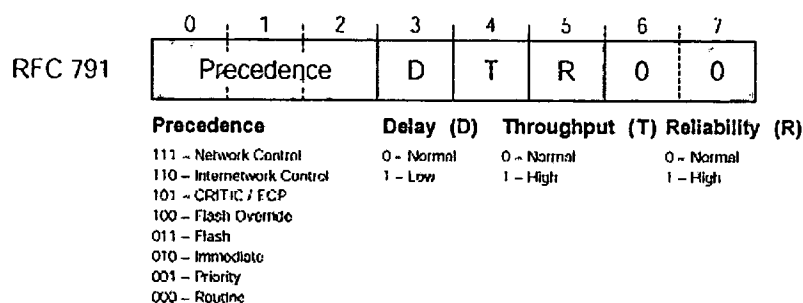 0 1 2 3 4 5 6 7
RFC 791 Precedence D T R 0 0
Precedence Delay (D) Throughput (T) Reliability (R)
111 – Network Control 0 – Normal 0 – Normal 0 – Normal
110 – Internetwork Control 1 – Low 1 – High 1 – High
101 – CRITIC / ECP
100 – Flash Override
011 – Flash
010 – Immediate
001 – Priority
000 – Routine